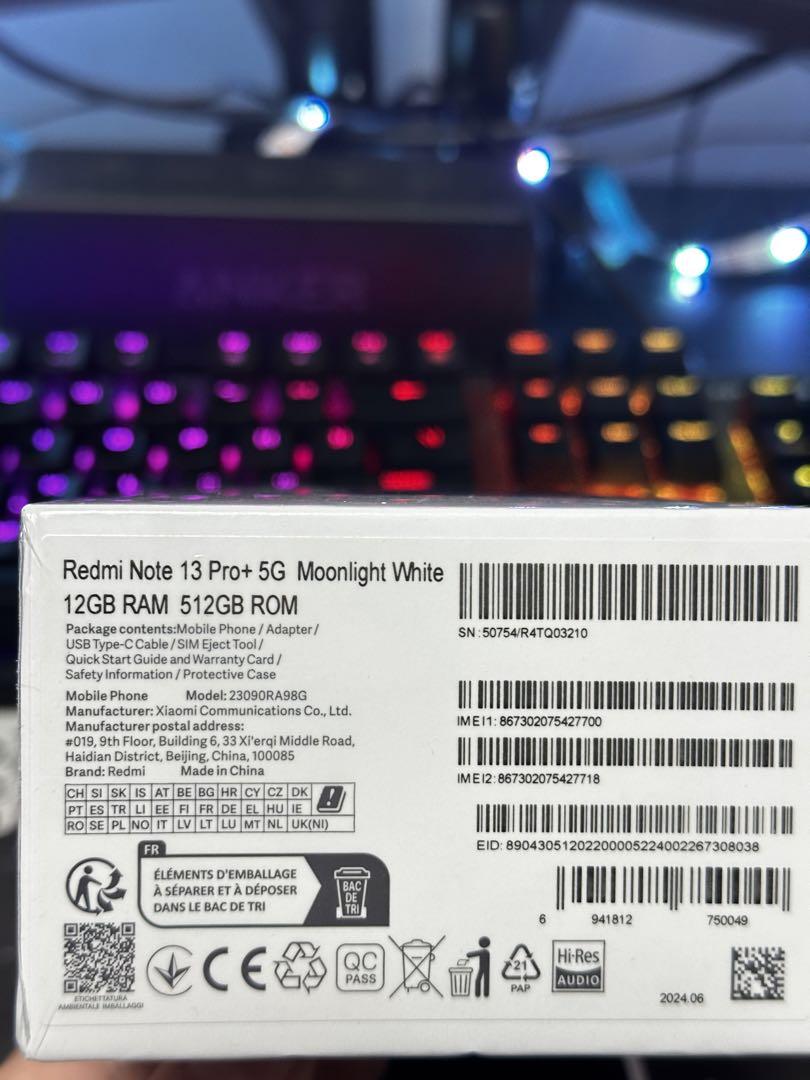 Redmi Note 13 Pro+ 5G Moonlight White
12GB RAM 512GB ROM
Package contents:Mobile Phone / Adapter /
USB Type-C Cable / SIM Eject Tool /
Quick Start Guide and Warranty Card /
Safety Information / Protective Case
Mobile Phone Model: 23090RA98G
Manufacturer: Xiaomi Communications Co., Ltd.
Manufacturer postal address:
#019, 9th Floor, Building 6, 33 Xi'erqi Middle Road,
Haidian District, Beijing, China, 100085
Brand: Redmi Made in China
CH SI SK IS AT BE BG HR CY CZ DK
PT ES TR LI EE FI FR DE EL HU IE
RO SE PL NO IT LV LT LU MT NL UK(NI)
SN:50754/R4TQ03210
IMEI1: 867302075427700
IMEI2: 867302075427718
EID: 89043051202200005224002267308038
6 941812 750049
FR
ÉLÉMENTS D'EMBALLAGE
À SÉPARER ET À DÉPOSER
DANS LE BAC DE TRI
BAC
DE
TRI
ETICHETTATURA
AMBIENTALE IMBALLAGGI
CE
QC
PASS
21
PAP
Hi-Res
AUDIO
2024.06